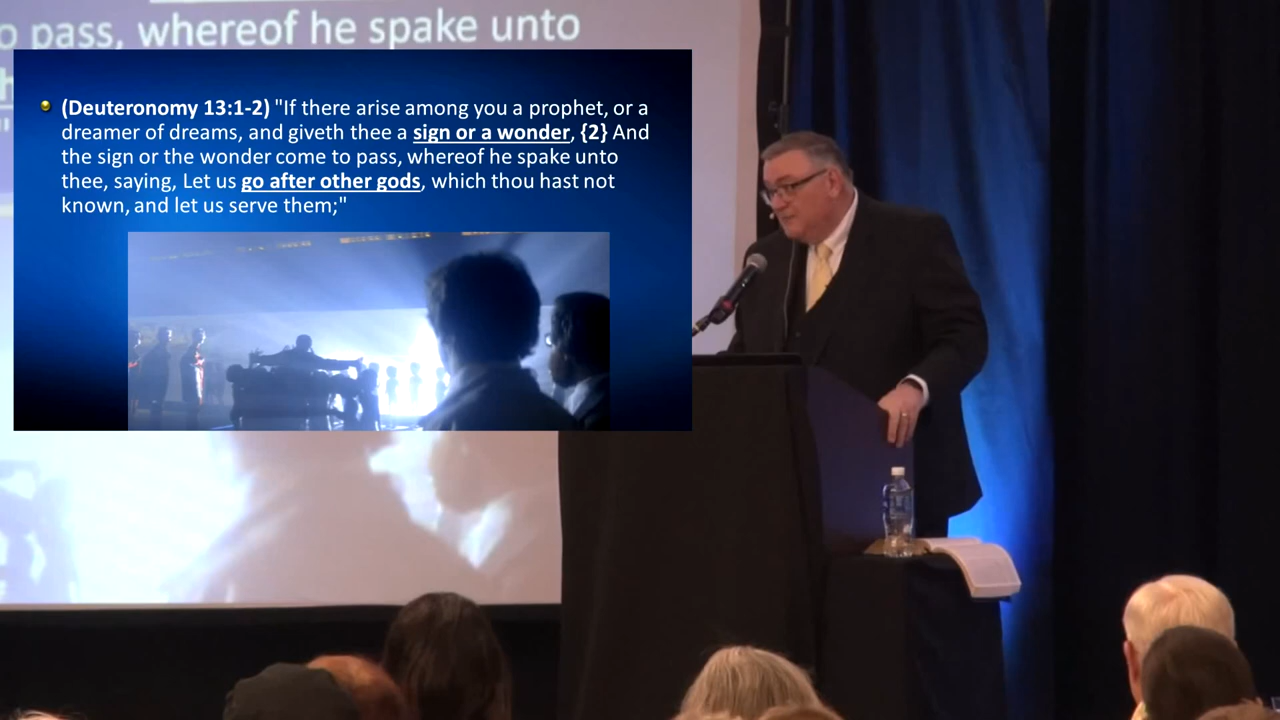 o pass, whereof he spake unto
(Deuteronomy 13:1-2) "If there arise among you a prophet, or a
dreamer of dreams, and giveth thee a sign or a wonder, {2} And
the sign or the wonder come to pass, whereof he spake unto
thee, saying, Let us go after other gods, which thou hast not
known, and let us serve them;"